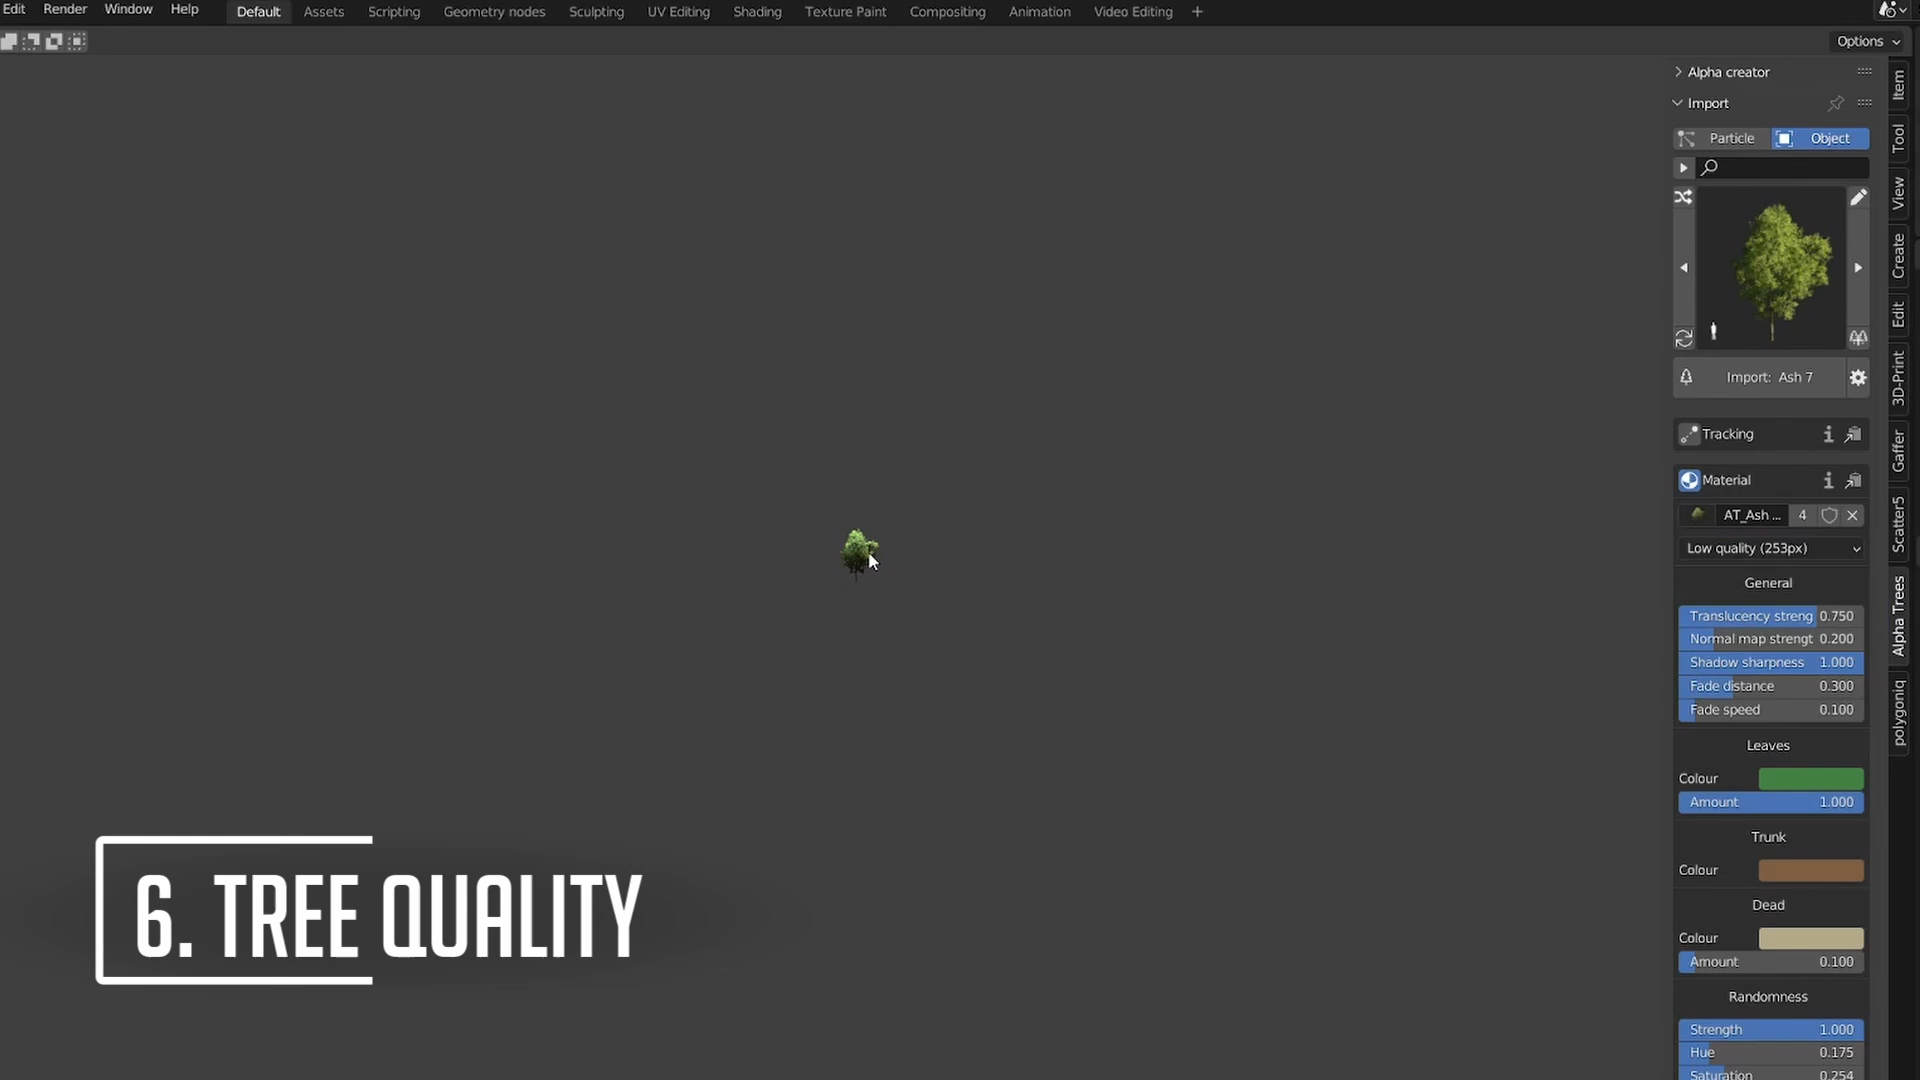 Edit Render Window Help Default Assets Scripting Geometry nodes Sculpting UV Editing Shading Texture Paint Compositing Animation Video Editing +
Options
Alpha creator
Import
Particle Object
Import: Ash 7
Tracking
Material
AT_Ash ... 4
Low quality (253px)
General
Translucency streng 0.750
Normal map strengt 0.200
Shadow sharpness 1.000
Fade distance 0.300
Fade speed 0.100
Leaves
Colour
Amount 1.000
Trunk
Colour
Dead
Colour
Amount 0.100
Randomness
Strength 1.000
Hue 0.175
Saturation 0.254
Item
Tool
View
Create
Edit
3D-Print
Gaffer
Scatter5
Alpha Trees
polygoniq
6. TREE QUALITY